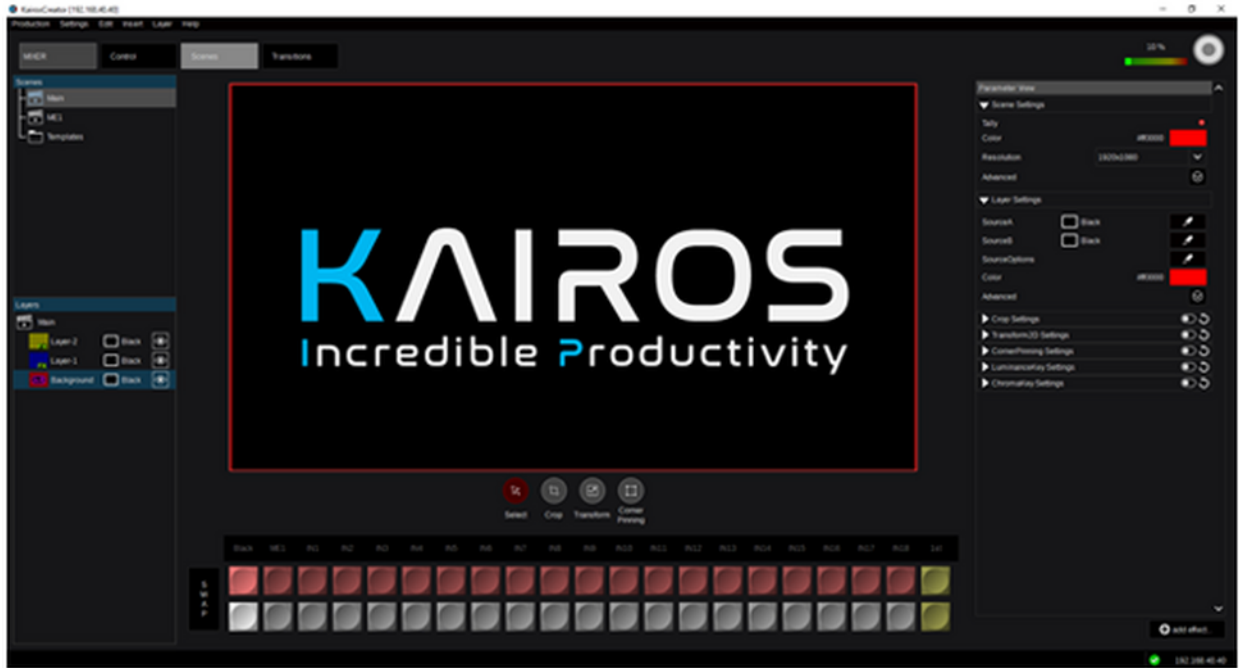 KairosCreator [192.168.40.40]
Production Settings Edit Insert Layer Help
MIXER Control Scenes Transitions
10 %
Scenes
Main
ME1
Templates
Parameter View
Scene Settings
Tally
Color #ff0000
Resolution 1920x1080
Advanced
Layer Settings
SourceA Black
SourceB Black
SourceOptions
Color #ff0000
Advanced
Crop Settings
Transform2D Settings
CornerPinning Settings
LuminanceKey Settings
ChromaKey Settings
KAIROS
Incredible Productivity
Layers
Main
Layer-2 Black
Layer-1 Black
Background Black
Select Crop Transform Corner Pinning
Black ME1 IN1 IN2 IN3 IN4 IN5 IN6 IN7 IN8 IN9 IN10 IN11 IN12 IN13 IN14 IN15 IN16 IN17 IN18
SWAP
add effect...
192.168.40.40